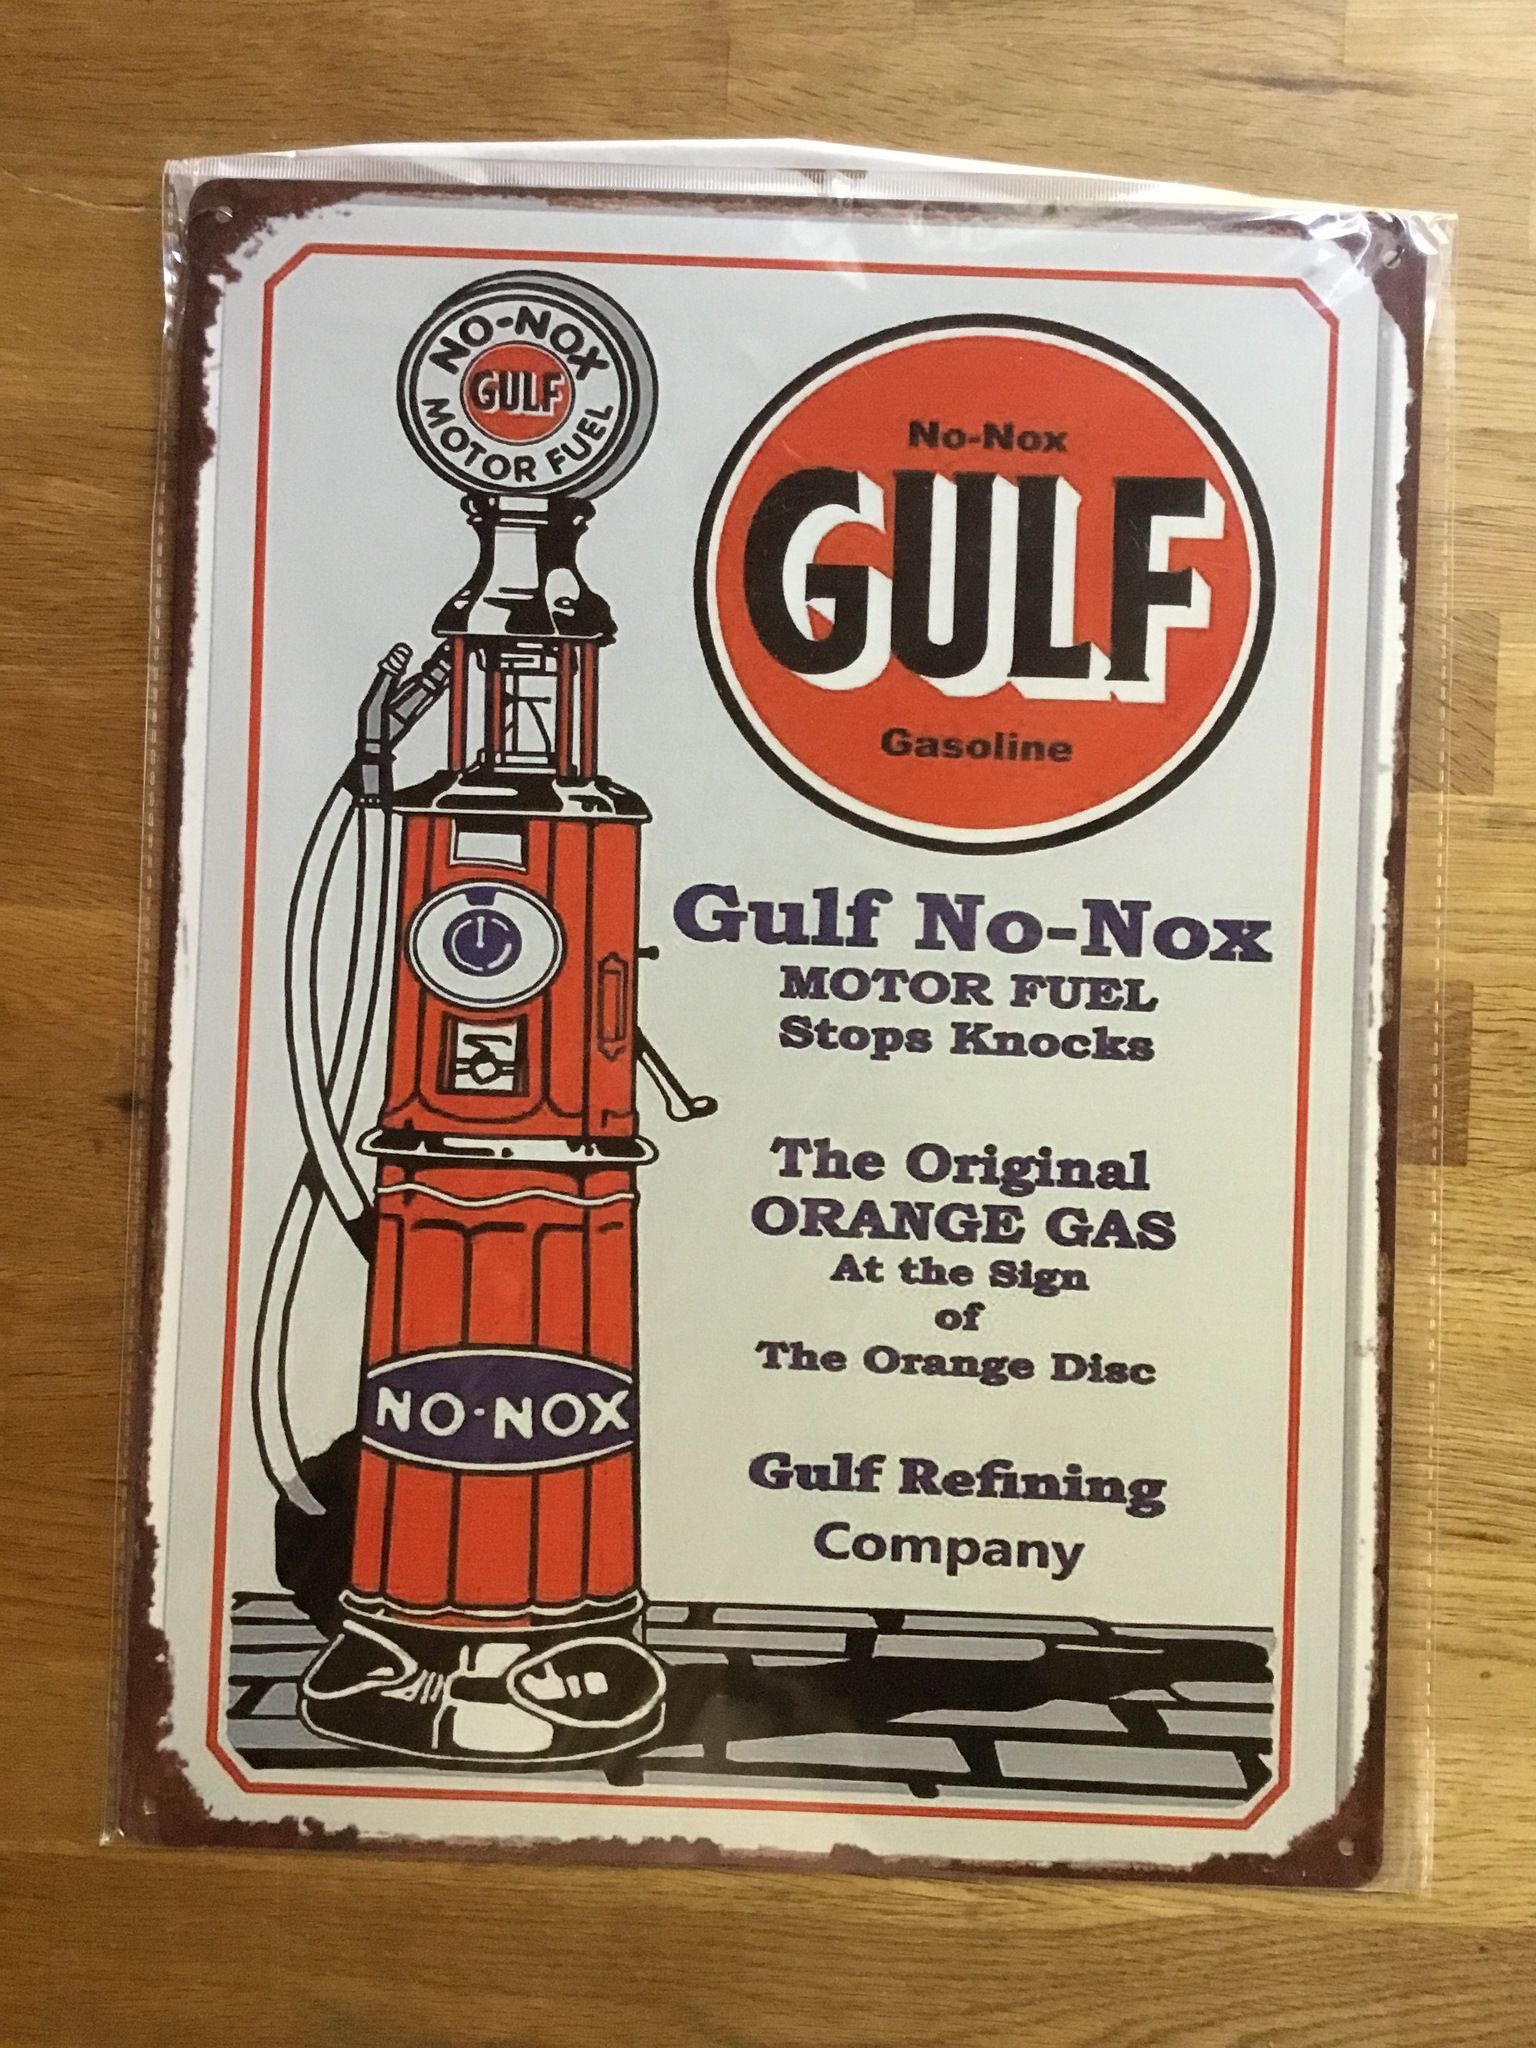 NO-NOX
GULF
MOTOR FUEL
No-Nox
GULF
Gasoline
Gulf No-Nox
MOTOR FUEL
Stops Knocks
The Original
ORANGE GAS
At the Sign
of
The Orange Disc
NO-NOX
Gulf Refining
Company